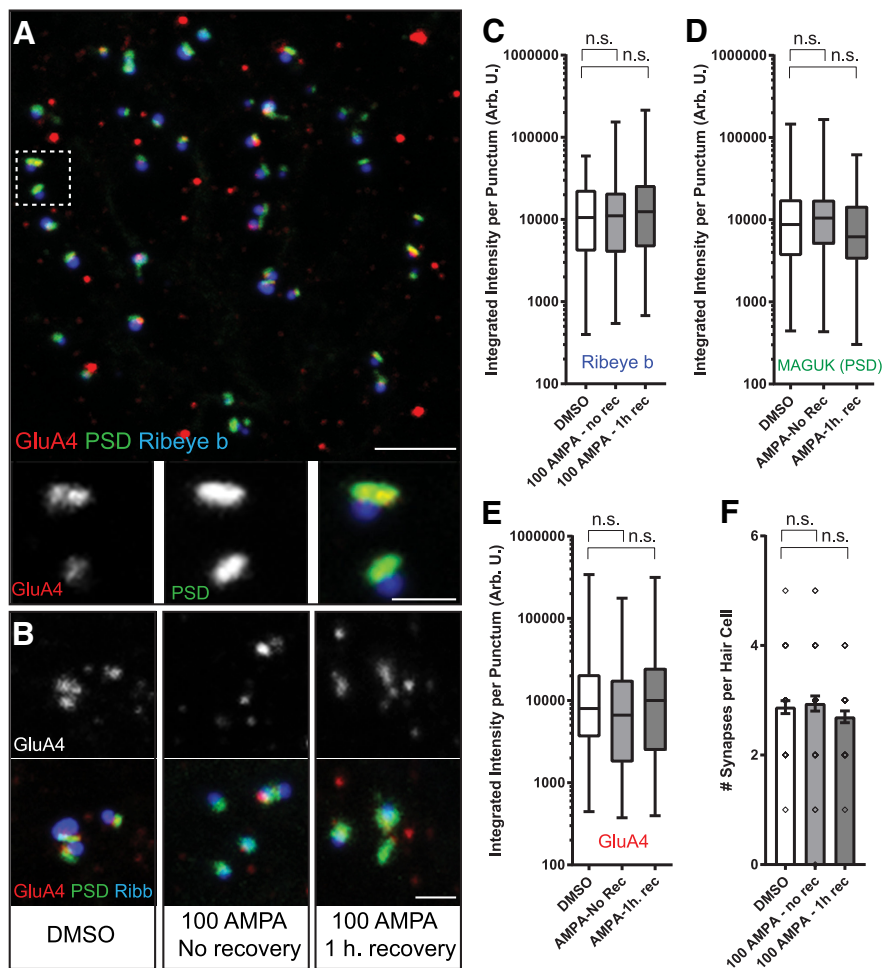 A
GluA4 PSD Ribeye b
GluA4
PSD
B
GluA4
GluA4 PSD Ribb
DMSO
100 AMPA
No recovery
100 AMPA
1 h. recovery
C
n.s.
n.s.
Integrated Intensity per Punctum (Arb. U.)
1000000
100000
10000
1000
100
Ribeye b
DMSO
100 AMPA - no rec
100 AMPA - 1h rec
D
n.s.
n.s.
Integrated Intensity per Punctum (Arb. U.)
1000000
100000
10000
1000
100
MAGUK (PSD)
DMSO
AMPA-No Rec
AMPA-1h. rec
E
n.s.
n.s.
Integrated Intensity per Punctum (Arb. U.)
1000000
100000
10000
1000
100
GluA4
DMSO
AMPA-No Rec
AMPA-1h. rec
F
n.s.
n.s.
# Synapses per Hair Cell
6
4
2
0
DMSO
100 AMPA - no rec
100 AMPA - 1h rec